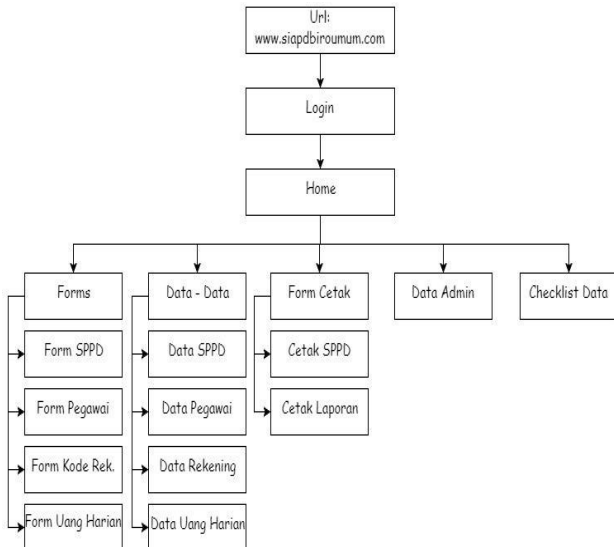 Url:
www.siapdbiroumum.com
Login
Home
Forms
Data - Data
Form Cetak
Data Admin
Checklist Data
Form SPPD
Data SPPD
Cetak SPPD
Form Pegawai
Data Pegawai
Cetak Laporan
Form Kode Rek.
Data Rekening
Form Uang Harian
Data Uang Harian